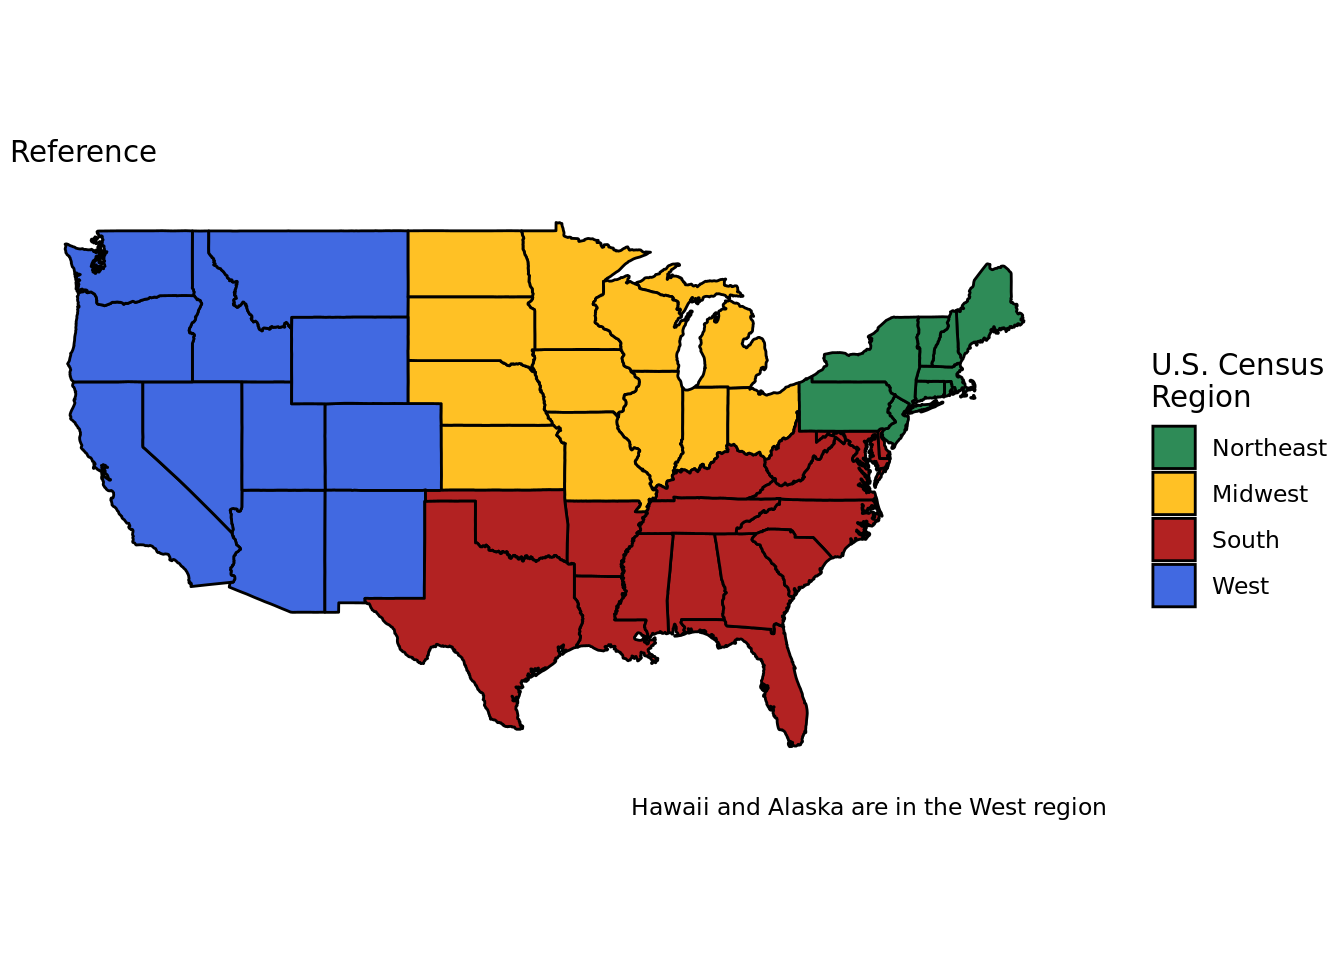 Reference
U.S. Census
Region
Northeast
Midwest
South
West
Hawaii and Alaska are in the West region